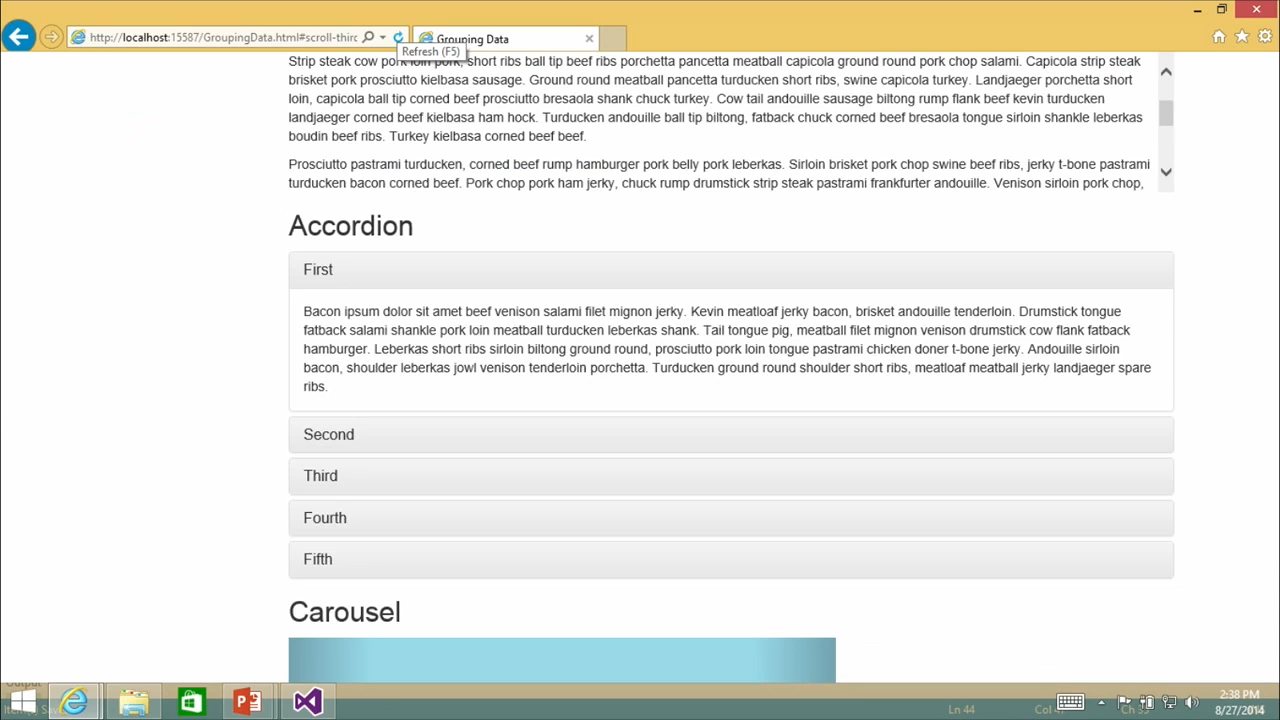 http://localhost:15587/GroupingData.html#scroll-thirc
Grouping Data
Refresh (F5)
Strip steak cow pork loin pork, short ribs ball tip beef ribs porchetta pancetta meatball capicola ground round pork chop salami. Capicola strip steak
brisket pork prosciutto kielbasa sausage. Ground round meatball pancetta turducken short ribs, swine capicola turkey. Landjaeger porchetta short
loin, capicola ball tip corned beef prosciutto bresaola shank chuck turkey. Cow tail andouille sausage biltong rump flank beef kevin turducken
landjaeger corned beef kielbasa ham hock. Turducken andouille ball tip biltong, fatback chuck corned beef bresaola tongue sirloin shankle leberkas
boudin beef ribs. Turkey kielbasa corned beef beef.
Prosciutto pastrami turducken, corned beef rump hamburger pork belly pork leberkas. Sirloin brisket pork chop swine beef ribs, jerky t-bone pastrami
turducken bacon corned beef. Pork chop pork ham jerky, chuck rump drumstick strip steak pastrami frankfurter andouille. Venison sirloin pork chop,
Accordion
First
Bacon ipsum dolor sit amet beef venison salami filet mignon jerky. Kevin meatloaf jerky bacon, brisket andouille tenderloin. Drumstick tongue
fatback salami shankle pork loin meatball turducken leberkas shank. Tail tongue pig, meatball filet mignon venison drumstick cow flank fatback
hamburger. Leberkas short ribs sirloin biltong ground round, prosciutto pork loin tongue pastrami chicken doner t-bone jerky. Andouille sirloin
bacon, shoulder leberkas jowl venison tenderloin porchetta. Turducken ground round shoulder short ribs, meatloaf meatball jerky landjaeger spare
ribs.
Second
Third
Fourth
Fifth
Carousel
Ln 44
2:38 PM
8/27/2014